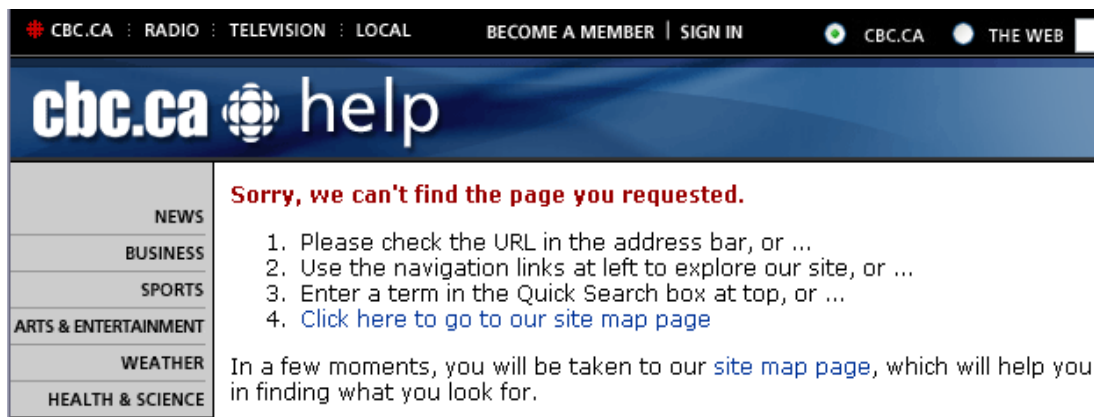 CBC.CA RADIO TELEVISION LOCAL BECOME A MEMBER | SIGN IN CBC.CA THE WEB
cbc.ca help
NEWS
BUSINESS
SPORTS
ARTS & ENTERTAINMENT
WEATHER
HEALTH & SCIENCE
Sorry, we can't find the page you requested.
1. Please check the URL in the address bar, or ...
2. Use the navigation links at left to explore our site, or ...
3. Enter a term in the Quick Search box at top, or ...
4. Click here to go to our site map page
In a few moments, you will be taken to our site map page, which will help you
in finding what you look for.